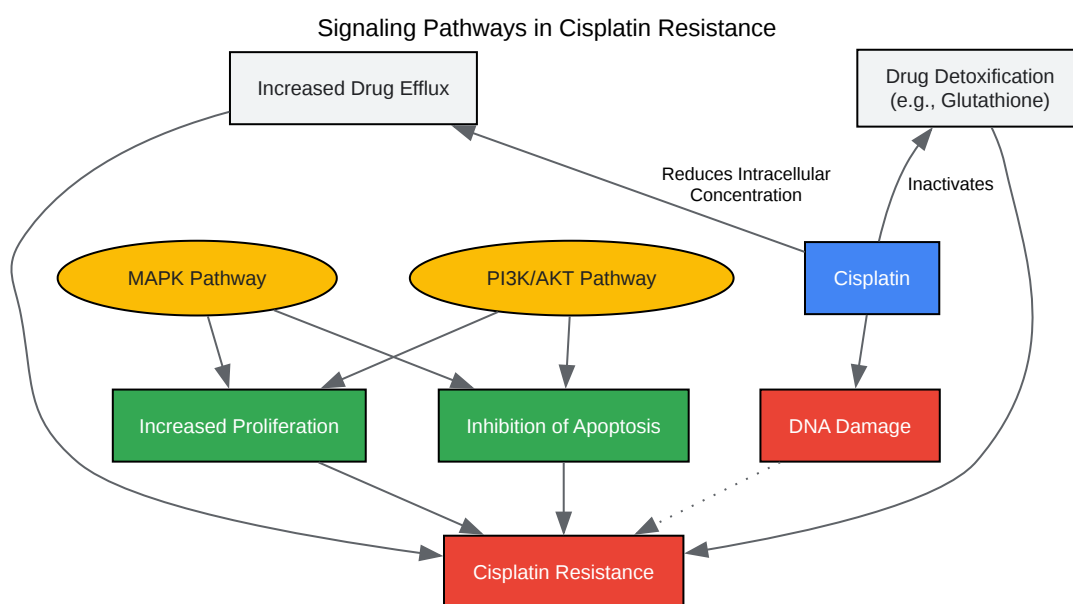 Signaling Pathways in Cisplatin Resistance
Increased Drug Efflux
Drug Detoxification
(e.g., Glutathione)
Reduces Intracellular
Concentration
Inactivates
MAPK Pathway
PI3K/AKT Pathway
Cisplatin
Increased Proliferation
Inhibition of Apoptosis
DNA Damage
Cisplatin Resistance